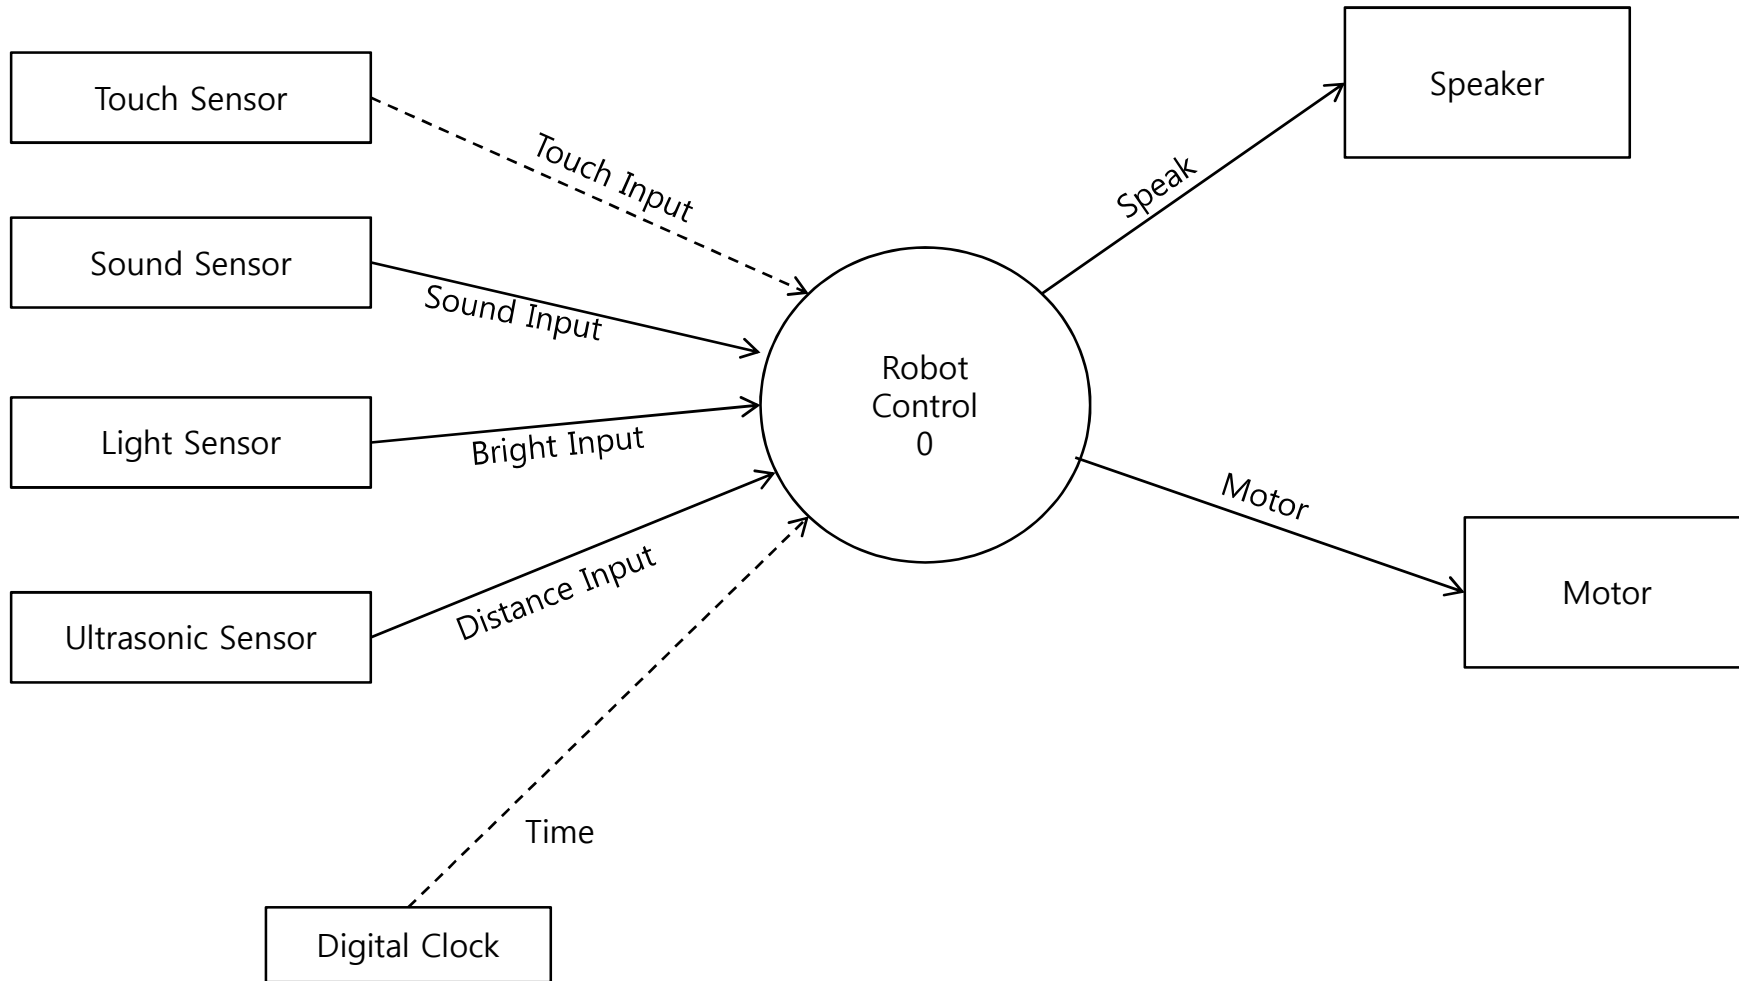 Touch Sensor
Touch Input
Sound Sensor
Sound Input
Light Sensor
Bright Input
Ultrasonic Sensor
Distance Input
Time
Digital Clock
Robot
Control
0
Speak
Speaker
Motor
Motor